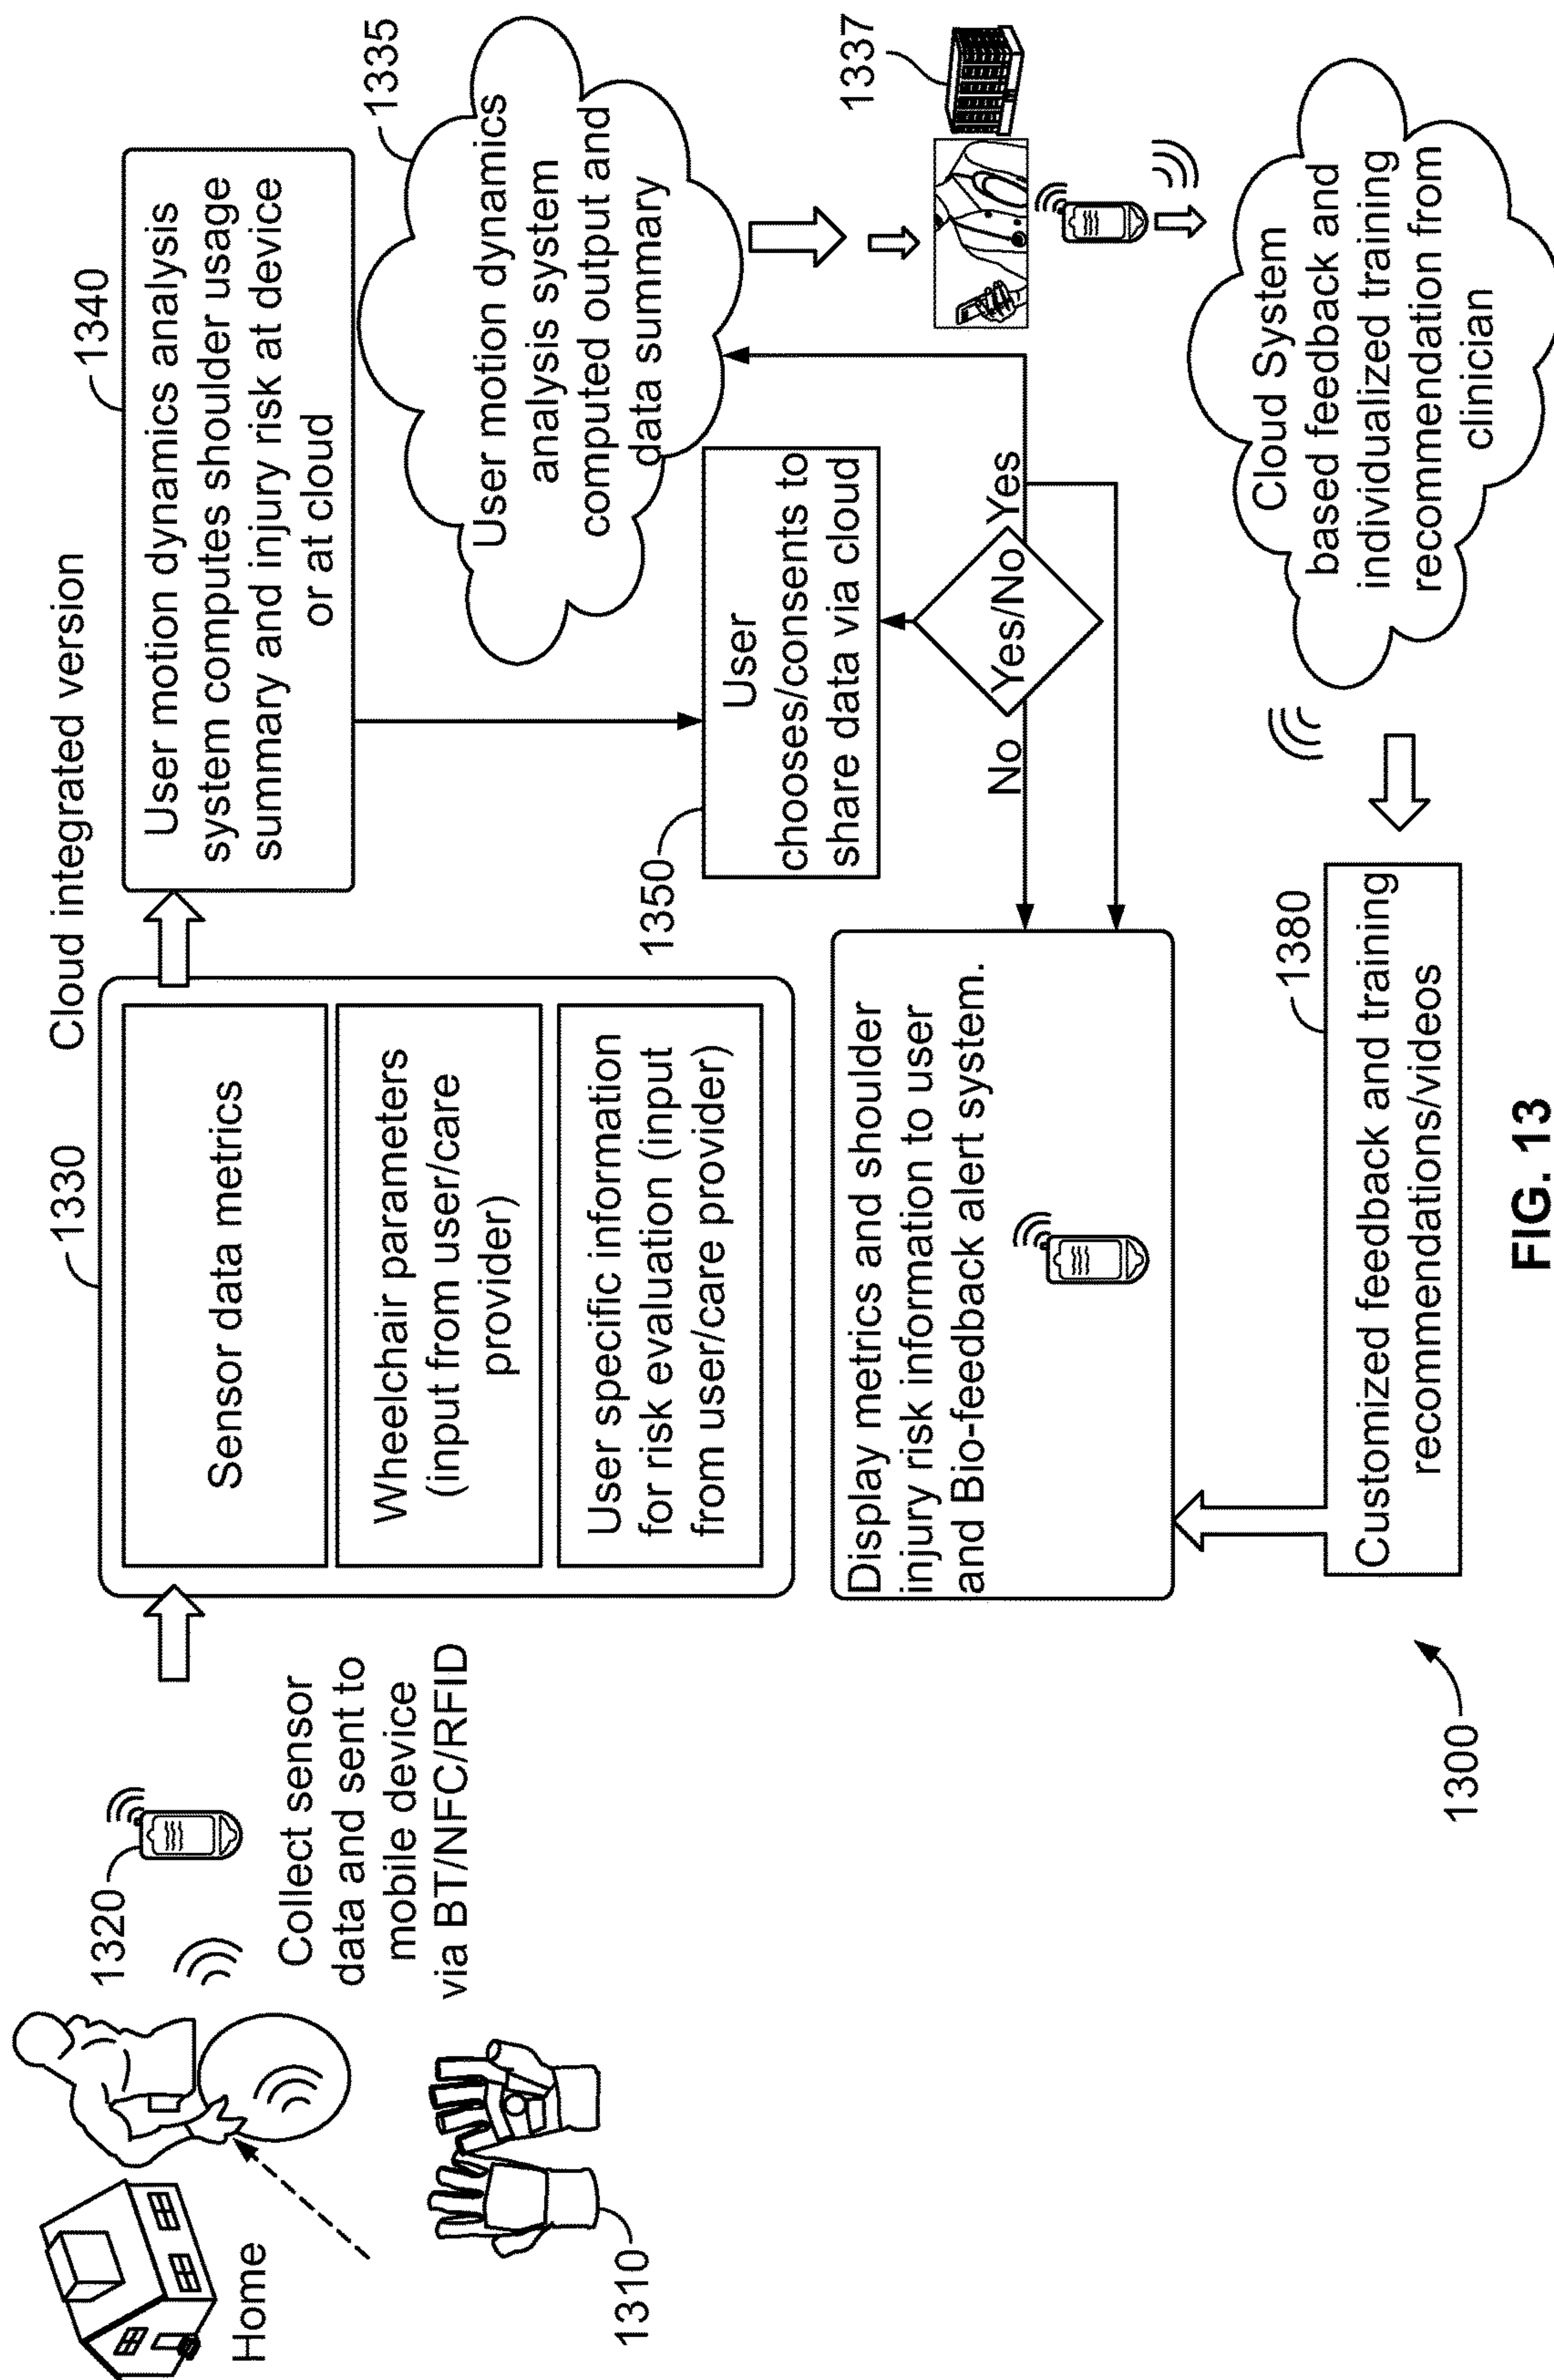 Cloud integrated version
Home
1310
1320
Collect sensor
data and sent to
mobile device
via BT/NFC/RFID
1330
Sensor data metrics
Wheelchair parameters
(input from user/care
provider)
User specific information
for risk evaluation (input
from user/care provider)
1340
User motion dynamics analysis
system computes shoulder usage
summary and injury risk at device
or at cloud
1335
User motion dynamics
analysis system
computed output and
data summary
1350
User
chooses/consents to
share data via cloud
No
Yes/No
Yes
1337
Display metrics and shoulder
injury risk information to user
and Bio-feedback alert system.
Cloud System
based feedback and
individualized training
recommendation from
clinician
1380
Customized feedback and training
recommendations/videos
1300
FIG. 13